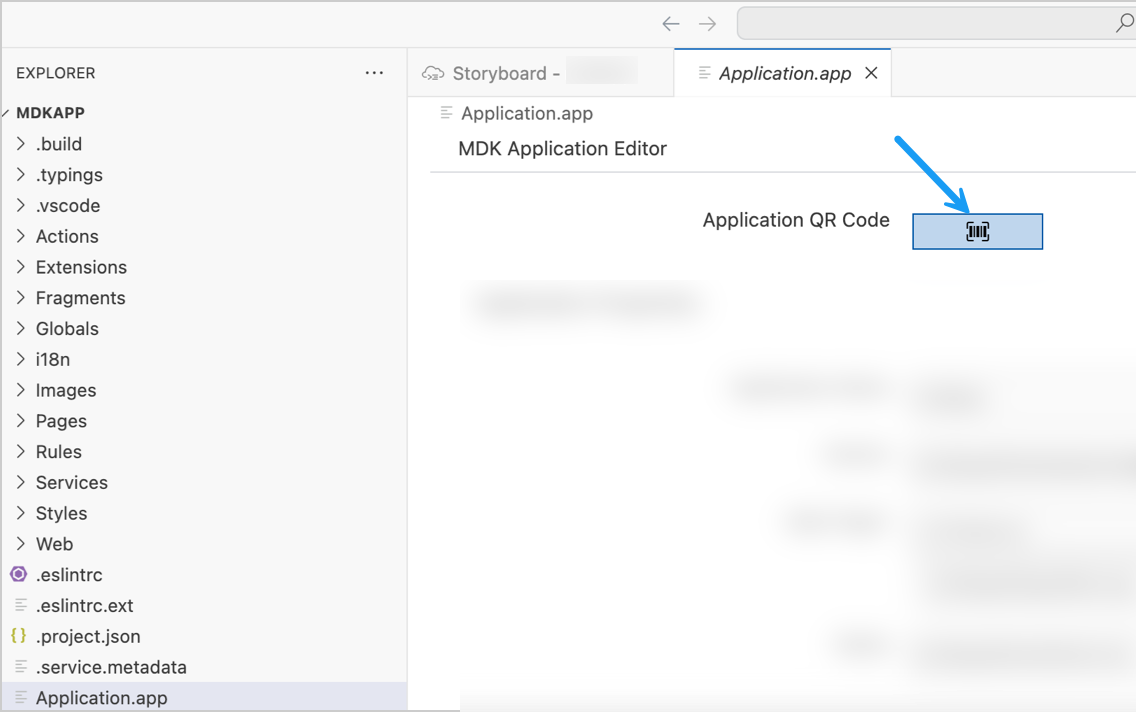 EXPLORER
MDKAPP
.build
.typings
.vscode
Actions
Extensions
Fragments
Globals
i18n
Images
Pages
Rules
Services
Styles
Web
.eslintrc
.eslintrc.ext
{} .project.json
.service.metadata
Application.app
Storyboard -
Application.app
Application.app
MDK Application Editor
Application QR Code